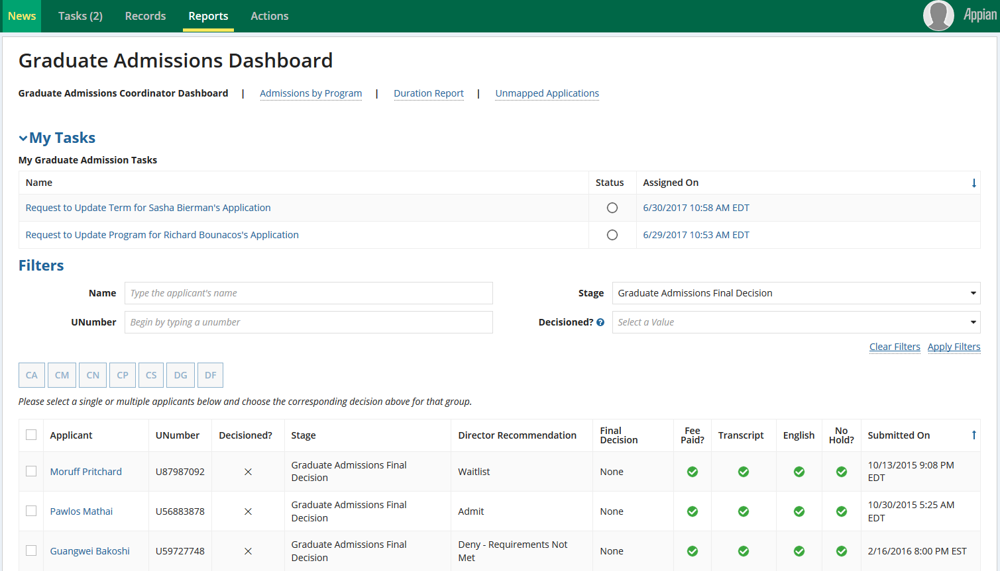 News Tasks (2) Records Reports Actions Appian
Graduate Admissions Dashboard
Graduate Admissions Coordinator Dashboard | Admissions by Program | Duration Report | Unmapped Applications
My Tasks
My Graduate Admission Tasks
Name Status Assigned On
Request to Update Term for Sasha Bierman's Application 6/30/2017 10:58 AM EDT
Request to Update Program for Richard Bounacos's Application 6/29/2017 10:53 AM EDT
Filters
Name Type the applicant's name Stage Graduate Admissions Final Decision
UNumber Begin by typing a unumber Decisioned? Select a Value
Clear Filters Apply Filters
CA CM CN CP CS DG DF
Please select a single or multiple applicants below and choose the corresponding decision above for that group.
Applicant UNumber Decisioned? Stage Director Recommendation Final Decision Fee Paid? Transcript English No Hold? Submitted On
Moruff Pritchard U87987092 Graduate Admissions Final Decision Waitlist None 10/13/2015 9:08 PM EDT
Pawlos Mathai U56883878 Graduate Admissions Final Decision Admit None 10/30/2015 5:25 AM EDT
Guangwei Bakoshi U59727748 Graduate Admissions Final Decision Deny - Requirements Not Met None 2/16/2016 8:00 PM EST